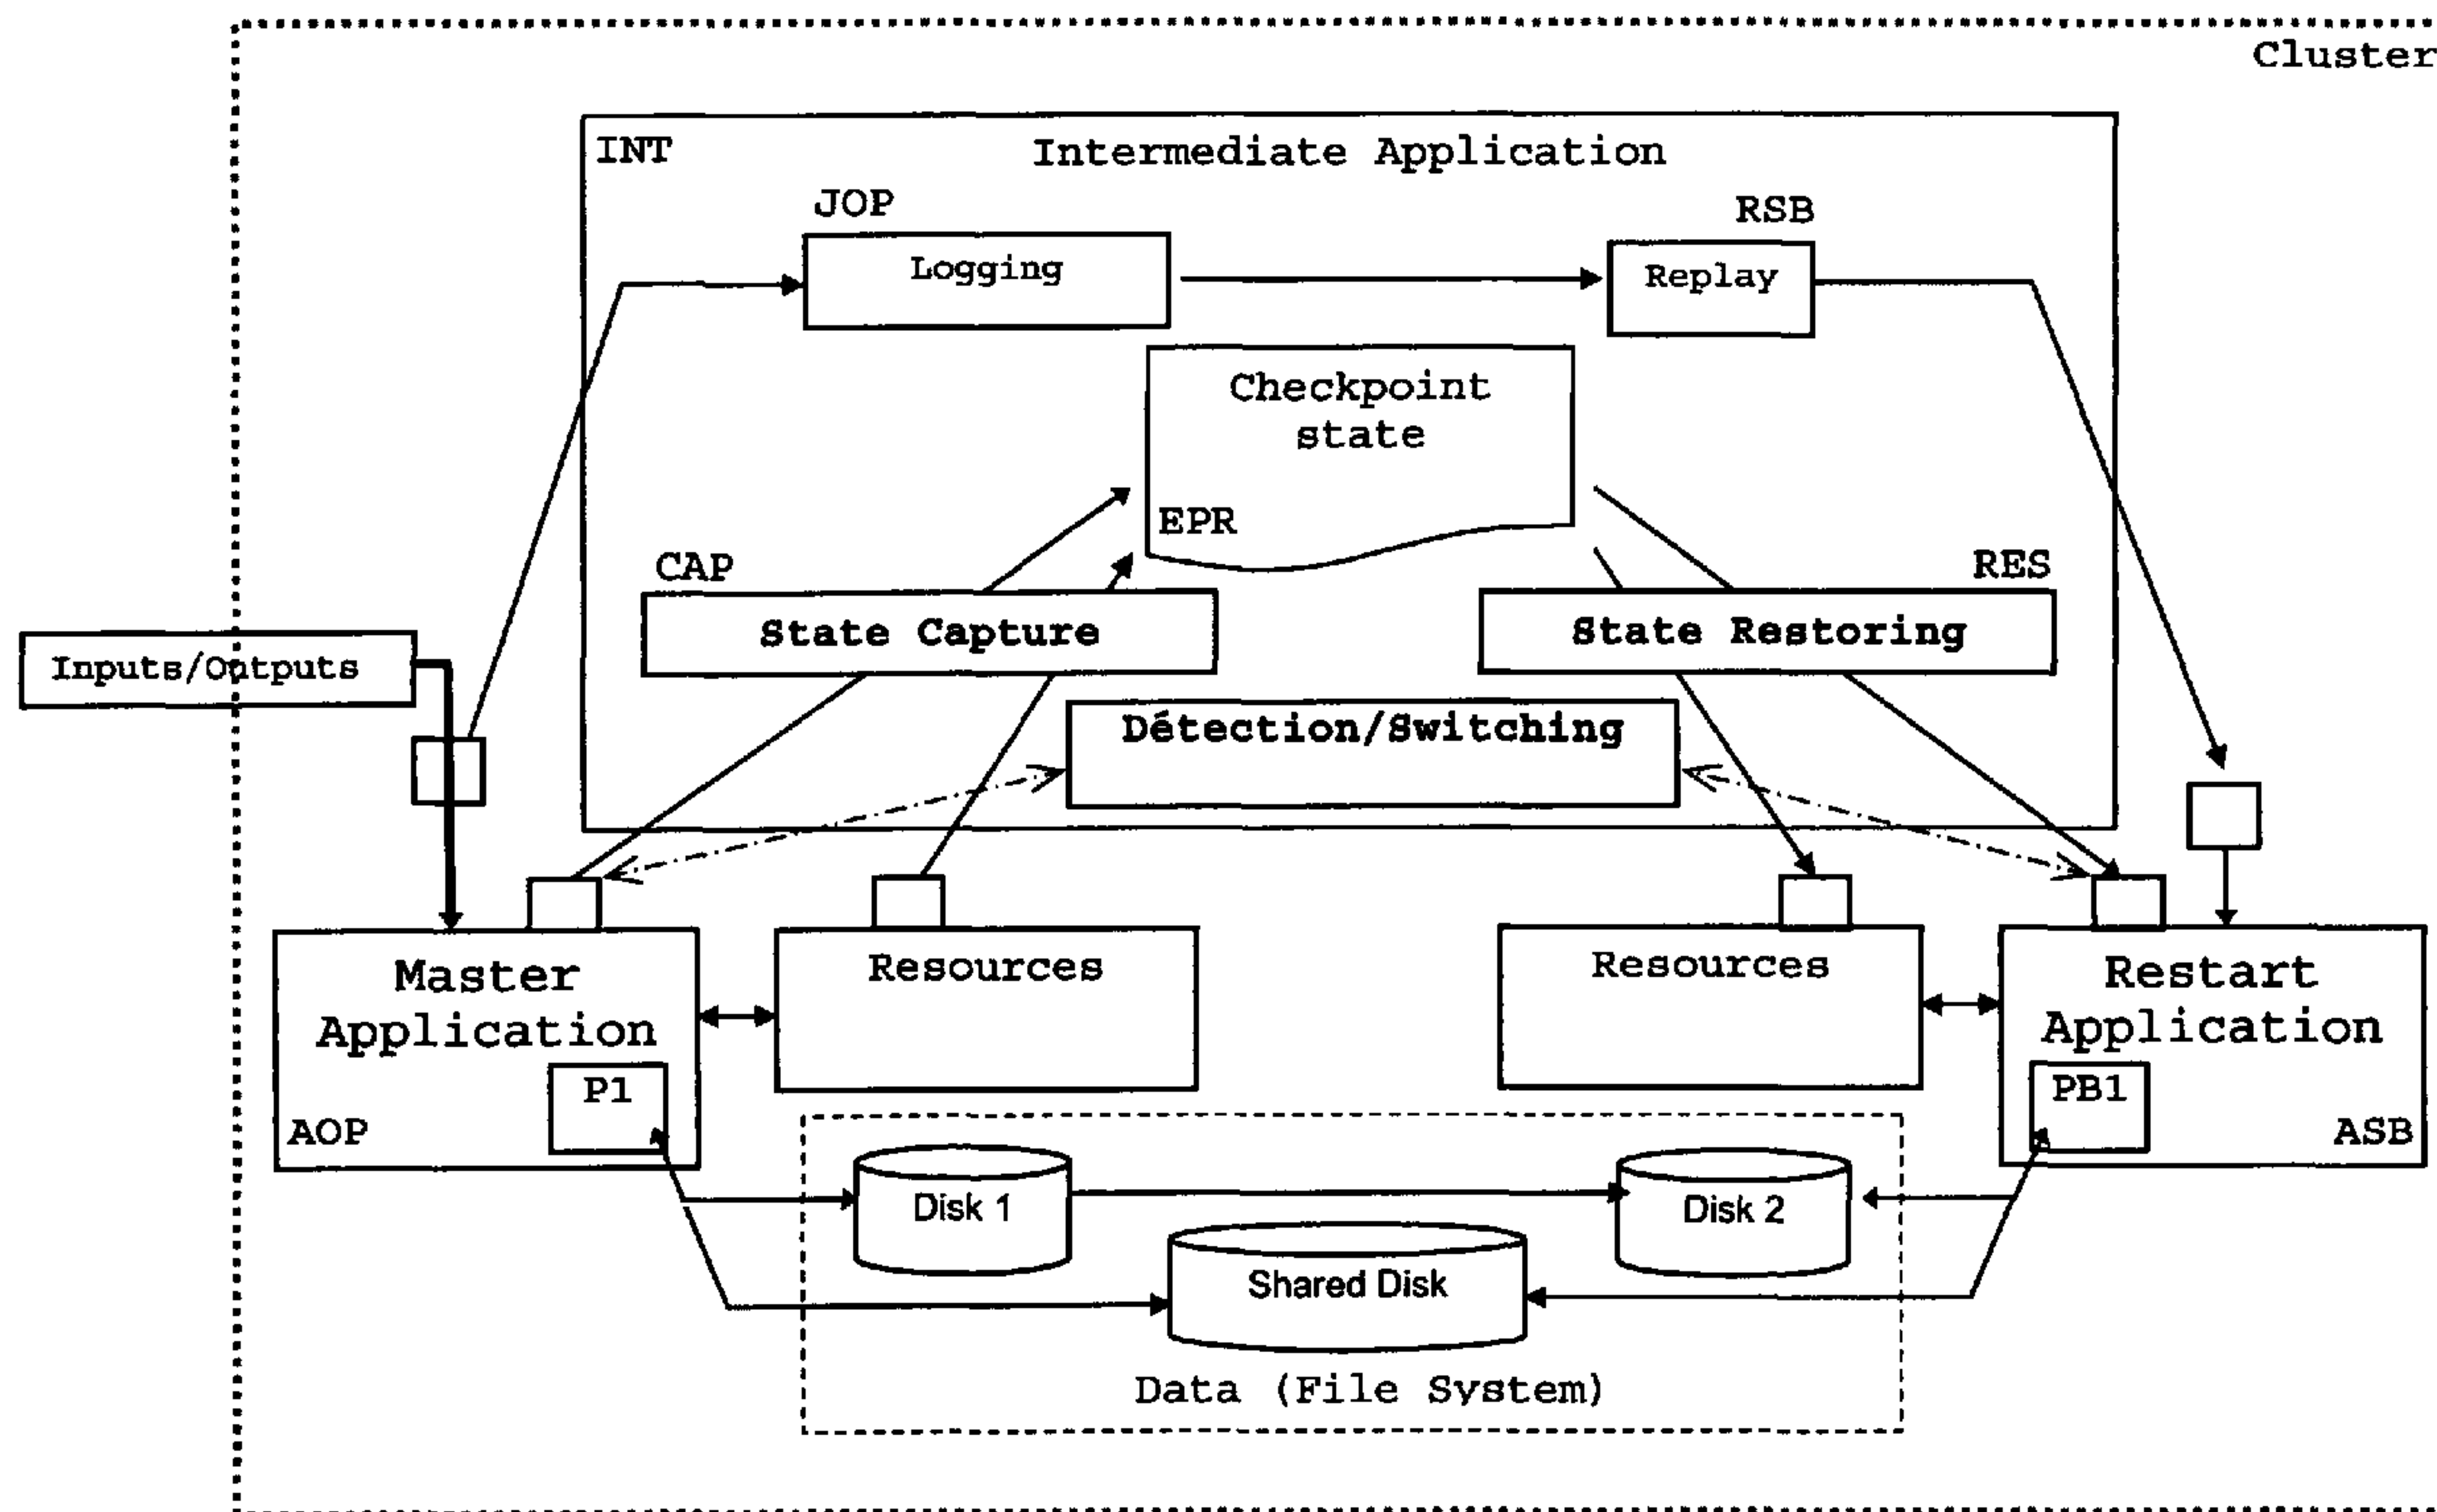 Cluster
INT
Intermediate Application
JOP
RSB
Logging
Replay
Checkpoint
state
EPR
CAP
RES
State Capture
State Restoring
Inputs/Outputs
Détection/Switching
Master
Application
Resources
Resources
Restart
Application
P1
PB1
AOP
ASB
Disk 1
Disk 2
Shared Disk
Data (File System)